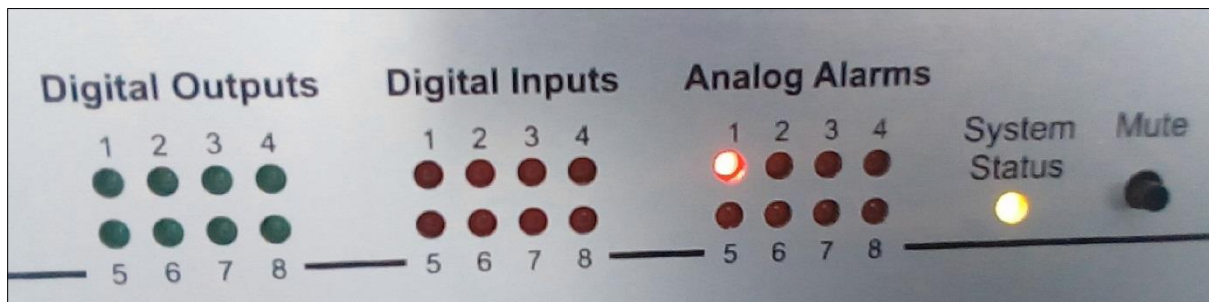 Digital Outputs
1 2 3 4
5 6 7 8
Digital Inputs
1 2 3 4
5 6 7 8
Analog Alarms
1 2 3 4
5 6 7 8
System
Status
Mute